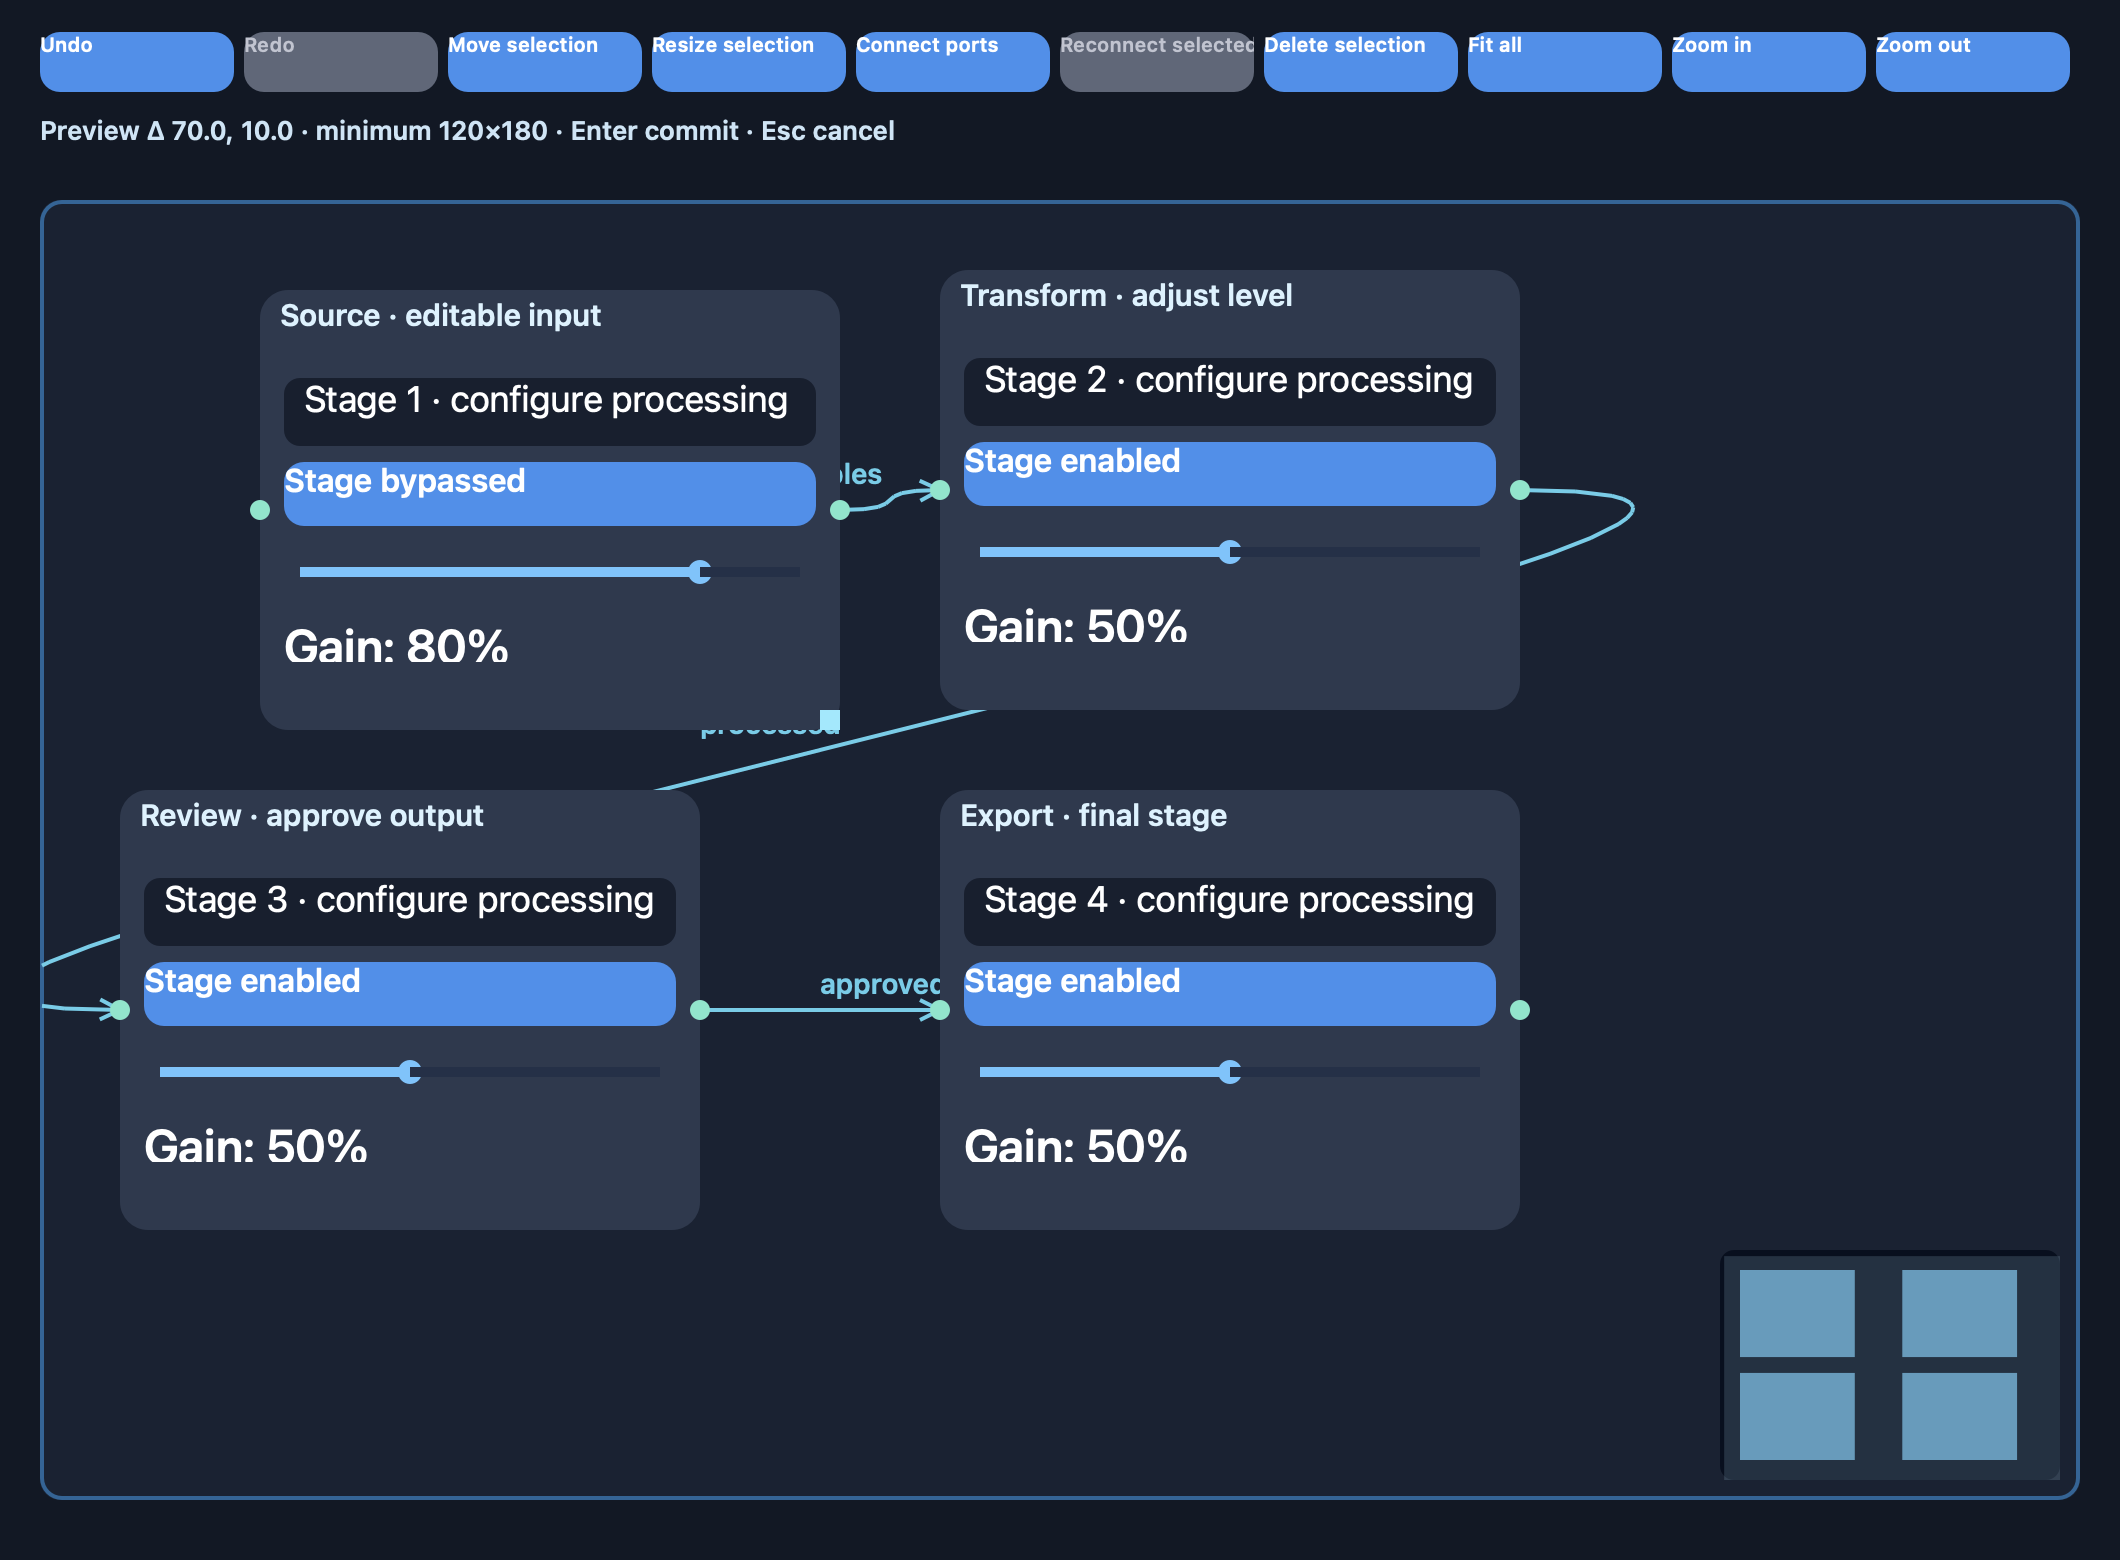 Undo
Redo
Move selection
Resize selection
Connect ports
Reconnect selected
Delete selection
Fit all
Zoom in
Zoom out
Preview Δ 70.0, 10.0 · minimum 120×180 · Enter commit · Esc cancel
Source · editable input
Stage 1 · configure processing
Stage bypassed
Gain: 80%
Transform · adjust level
Stage 2 · configure processing
Stage enabled
Gain: 50%
processed
Review · approve output
Stage 3 · configure processing
Stage enabled
Gain: 50%
approved
Export · final stage
Stage 4 · configure processing
Stage enabled
Gain: 50%